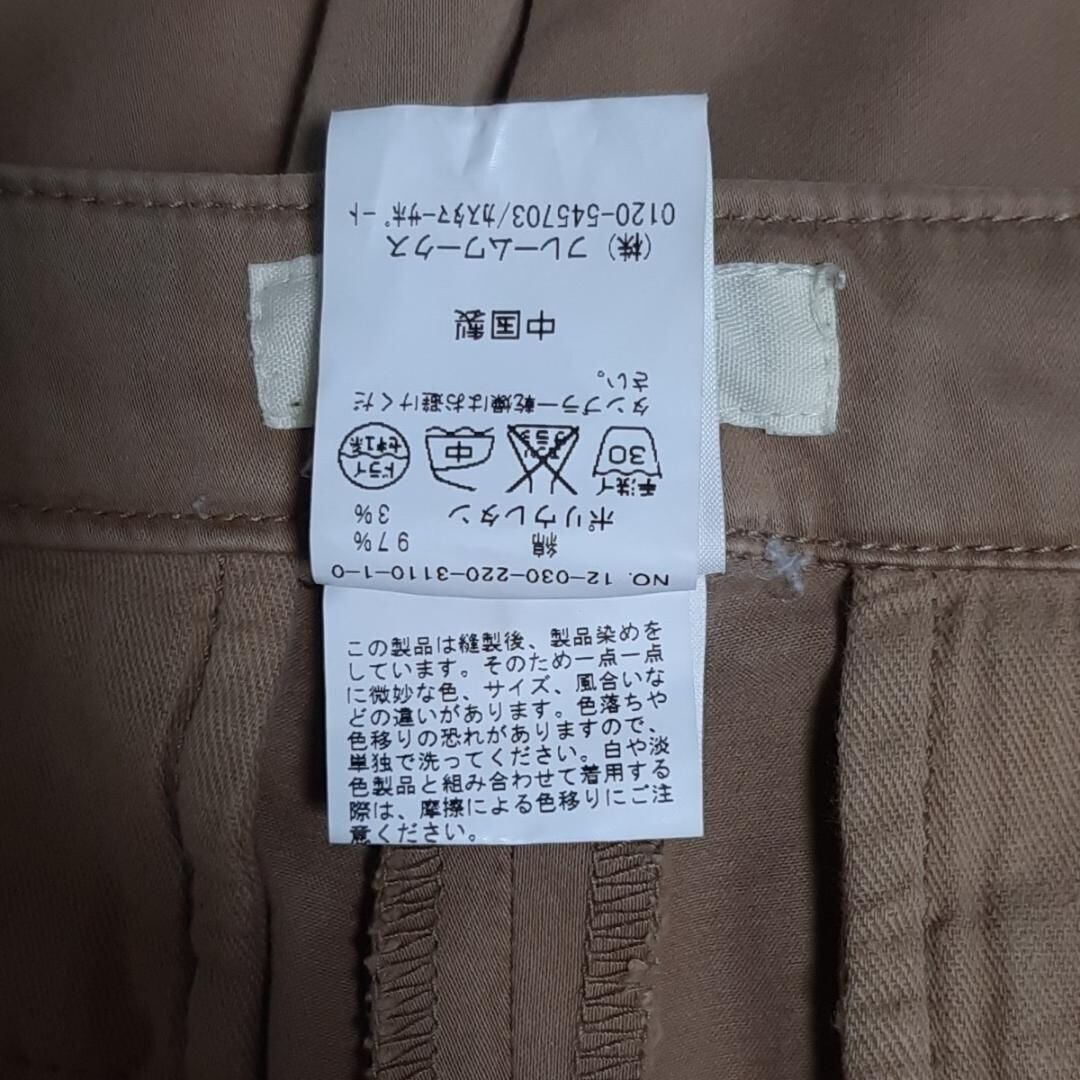 NO. 12-030-220-3110-1-0
綿 97%
ポリウレタン 3%
手洗イ 30
エンソ サラシ
中
ドライ セキユ系
タンブラー乾燥はお避けくだ
さい。
中国製
(株) フレームワークス
0120-545703/カスタマーサポート
この製品は縫製後、製品染めを
しています。そのため一点一点
に微妙な色、サイズ、風合いな
どの違いがあります。色落ちや
色移りの恐れがありますので、
単独で洗ってください。白や淡
色製品と組み合わせて着用する
際は、摩擦による色移りにご注
意ください。